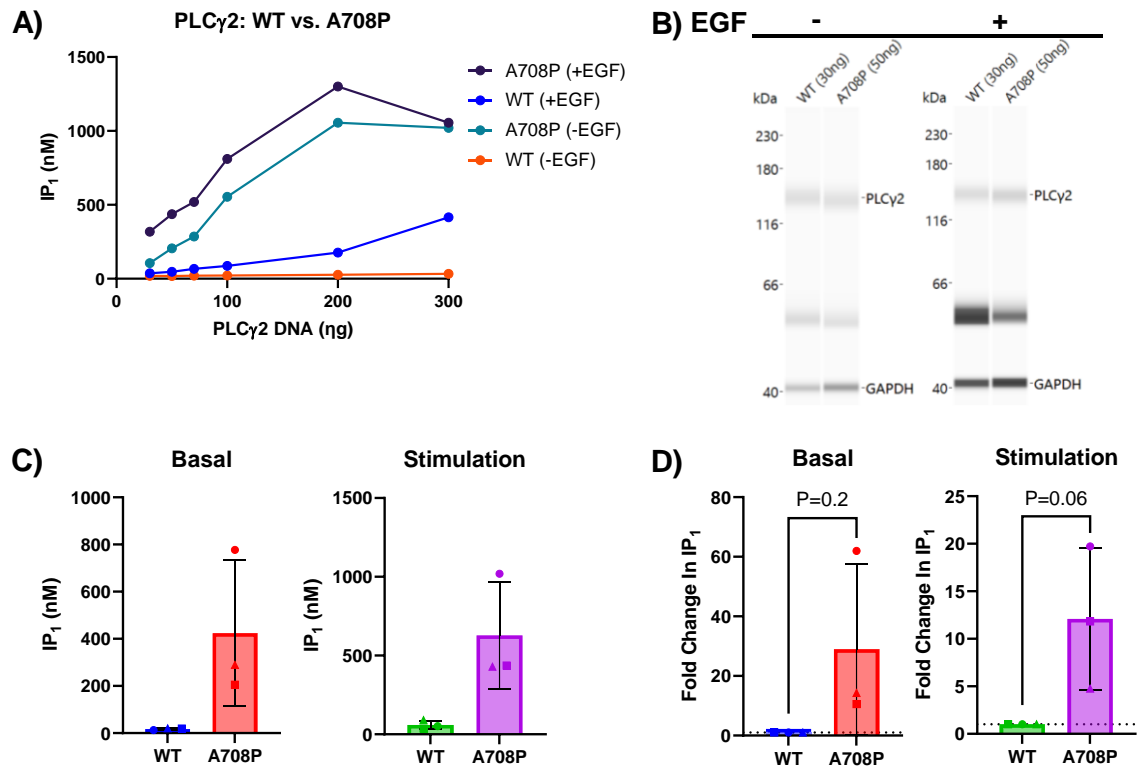 A)
PLCγ2: WT vs. A708P
IP1 (nM)
1500
1000
500
0
0
100
200
300
PLCγ2 DNA (ηg)
A708P (+EGF)
WT (+EGF)
A708P (-EGF)
WT (-EGF)
B) EGF - +
kDa
WT (30ng)
A708P (50ng)
230-
180-
116-
66-
40-
-PLCγ2
-GAPDH
kDa
WT (30ng)
A708P (50ng)
230-
180-
116-
66-
40-
-PLCγ2
-GAPDH
C)
Basal
IP1 (nM)
1000
800
600
400
200
0
WT
A708P
Stimulation
IP1 (nM)
1500
1000
500
0
WT
A708P
D)
Basal
Fold Change In IP1
80
60
40
20
0
P=0.2
WT
A708P
Stimulation
Fold Change In IP1
25
20
15
10
5
0
P=0.06
WT
A708P